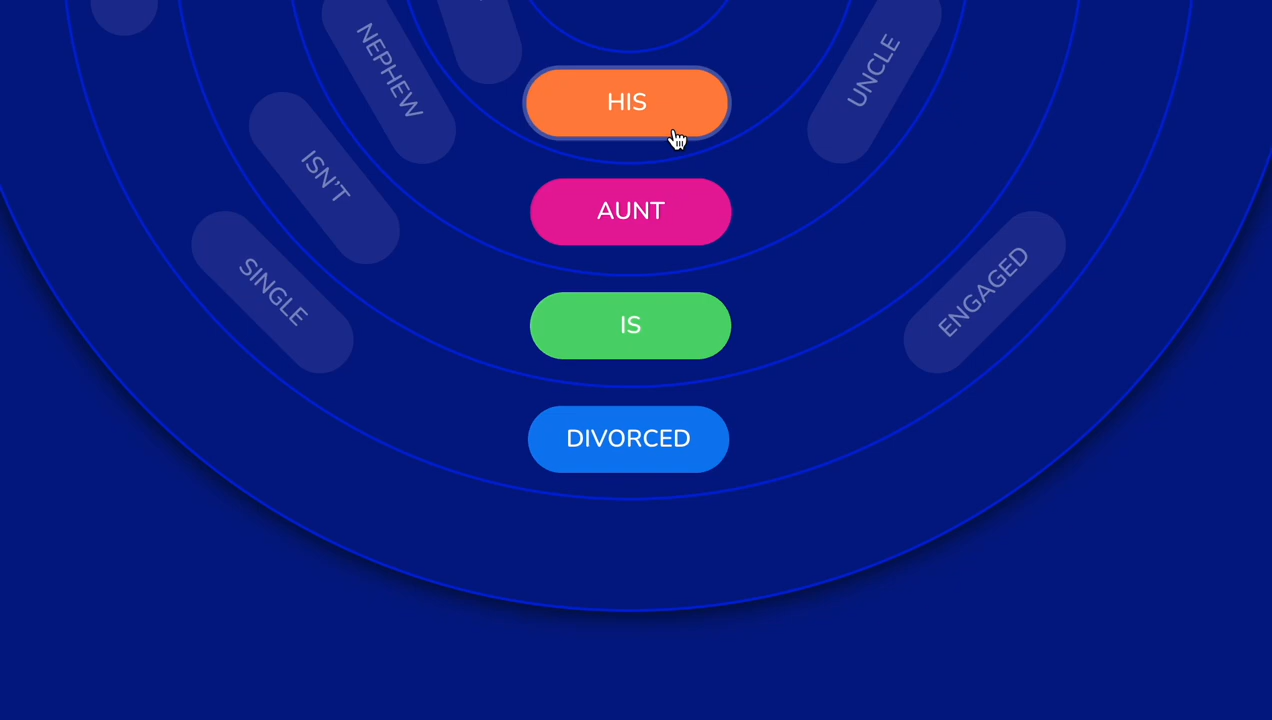 NEPHEW
UNCLE
HIS
ISN'T
AUNT
SINGLE
ENGAGED
IS
DIVORCED